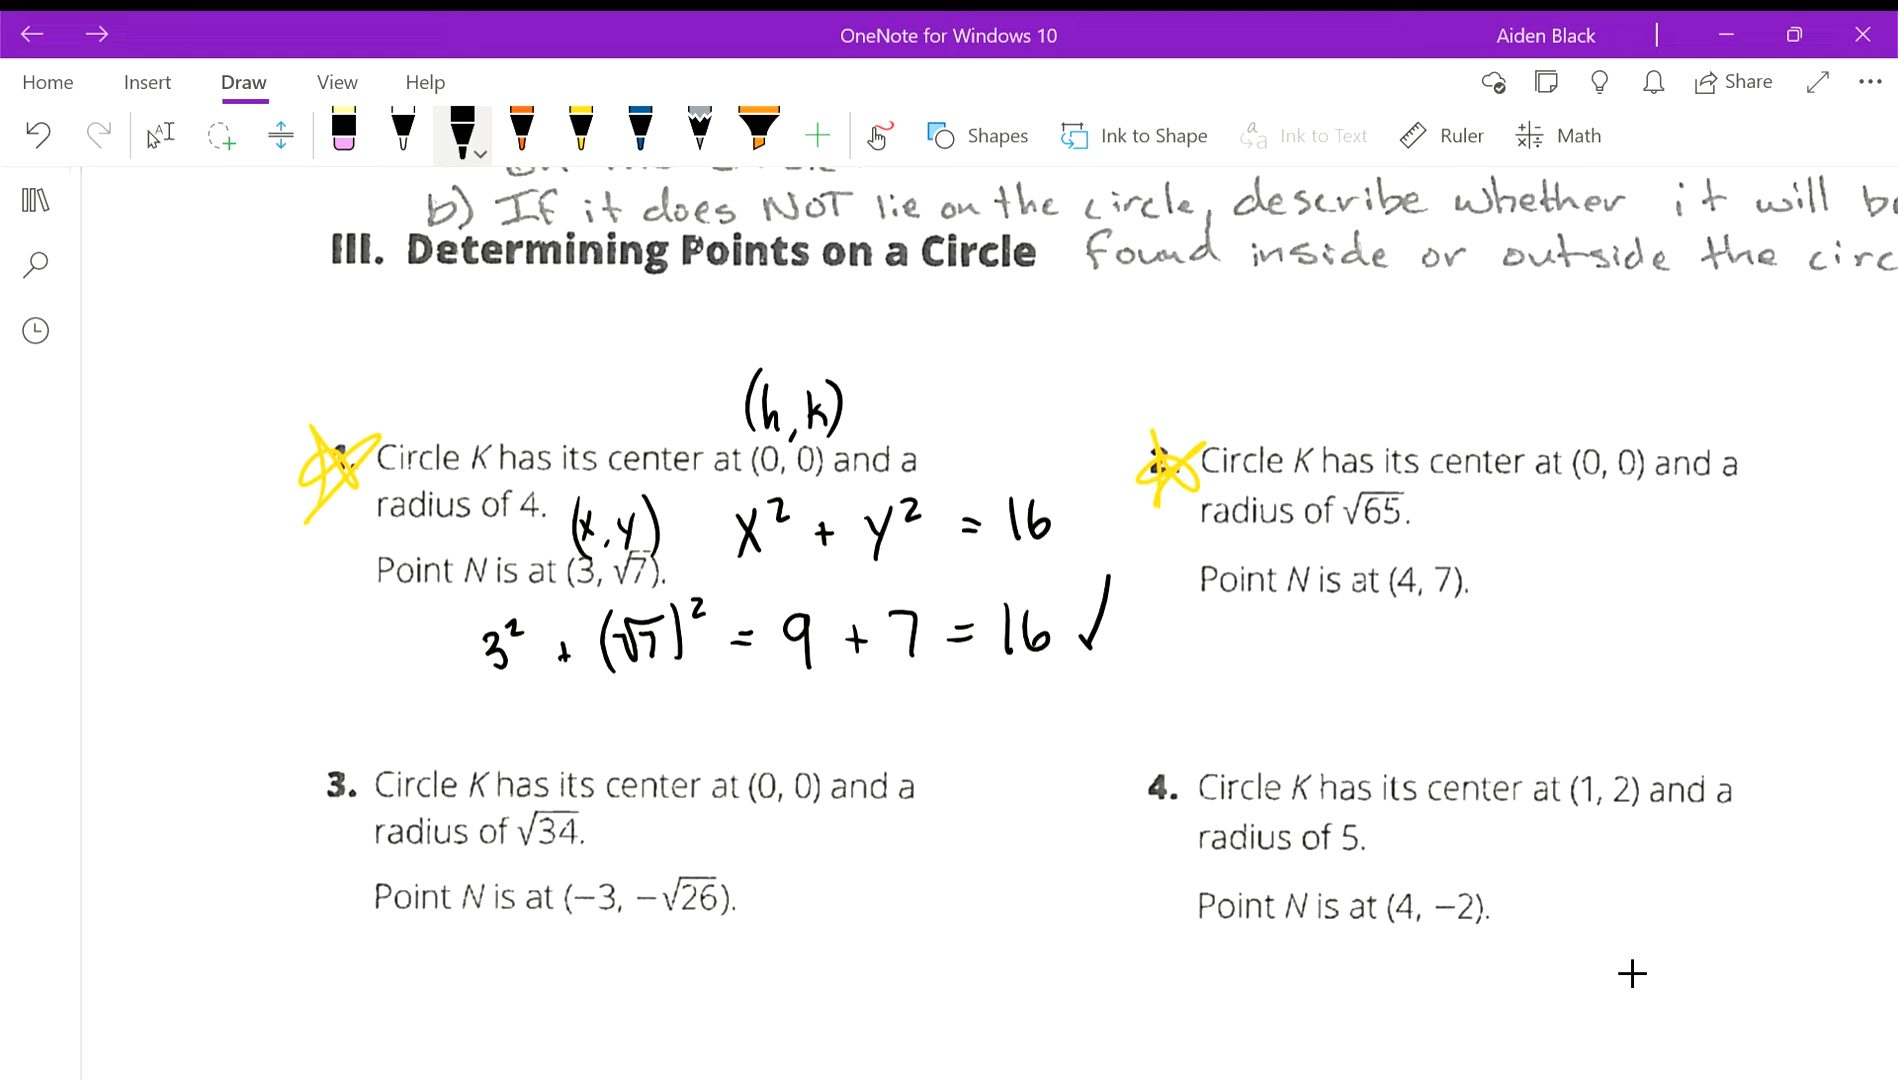 OneNote for Windows 10
Aiden Black
Home Insert Draw View Help
Share
Shapes Ink to Shape Ink to Text Ruler Math
b) If it does NOT lie on the circle, describe whether it will
III. Determining Points on a Circle found inside or outside the circ
(h, k)
1. Circle K has its center at (0, 0) and a
radius of 4.
(x, y) x² + y² = 16
Point N is at (3, √7).
3² + (√7)² = 9 + 7 = 16 ✓
2. Circle K has its center at (0, 0) and a
radius of √65.
Point N is at (4, 7).
3. Circle K has its center at (0, 0) and a
radius of √34.
Point N is at (−3, −√26).
4. Circle K has its center at (1, 2) and a
radius of 5.
Point N is at (4, −2).